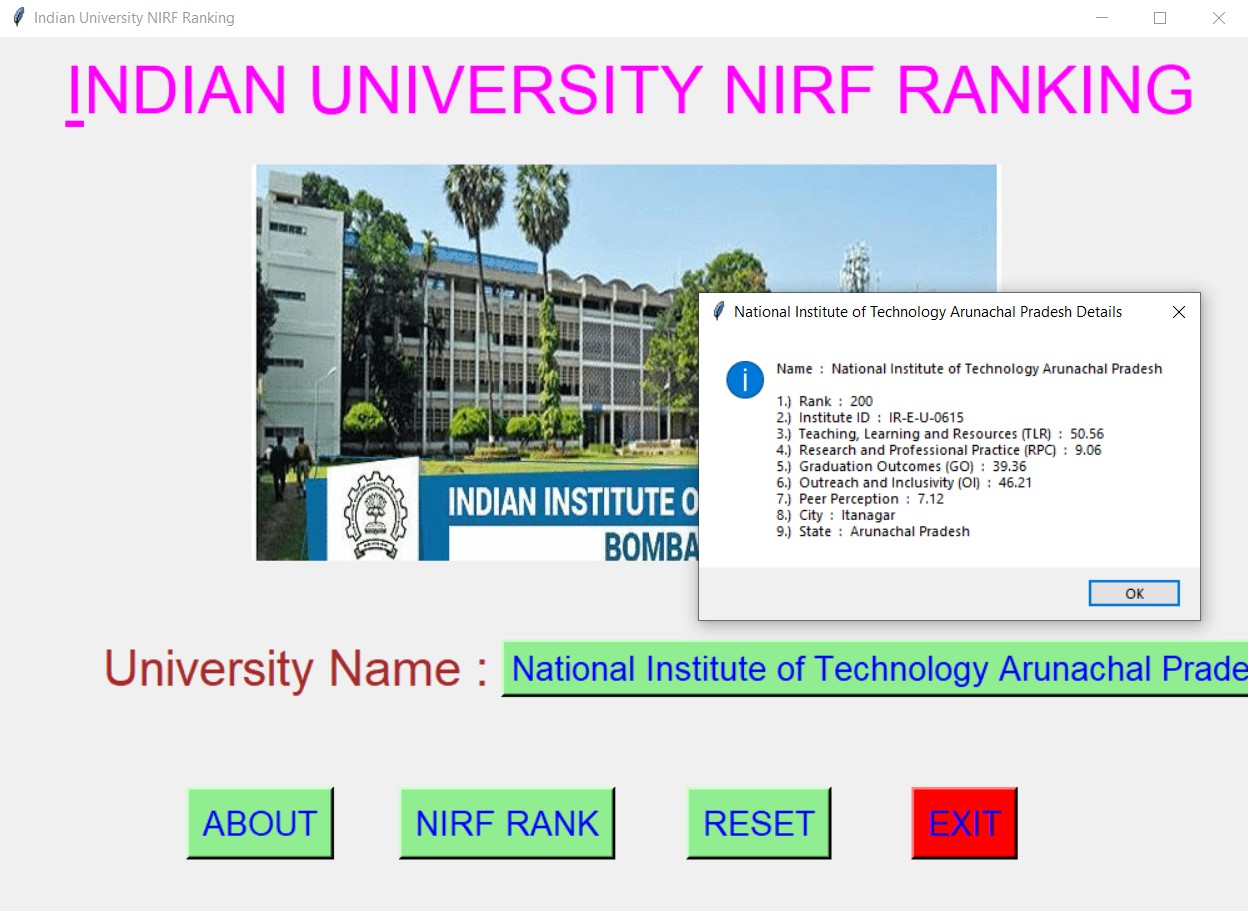 Indian University NIRF Ranking
INDIAN UNIVERSITY NIRF RANKING
National Institute of Technology Arunachal Pradesh Details
Name : National Institute of Technology Arunachal Pradesh
1.) Rank : 200
2.) Institute ID : IR-E-U-0615
3.) Teaching, Learning and Resources (TLR) : 50.56
4.) Research and Professional Practice (RPC) : 9.06
5.) Graduation Outcomes (GO) : 39.36
6.) Outreach and Inclusivity (OI) : 46.21
7.) Peer Perception : 7.12
8.) City : Itanagar
9.) State : Arunachal Pradesh
OK
INDIAN INSTITUTE O
BOMBA
University Name : National Institute of Technology Arunachal Prade
ABOUT NIRF RANK RESET EXIT